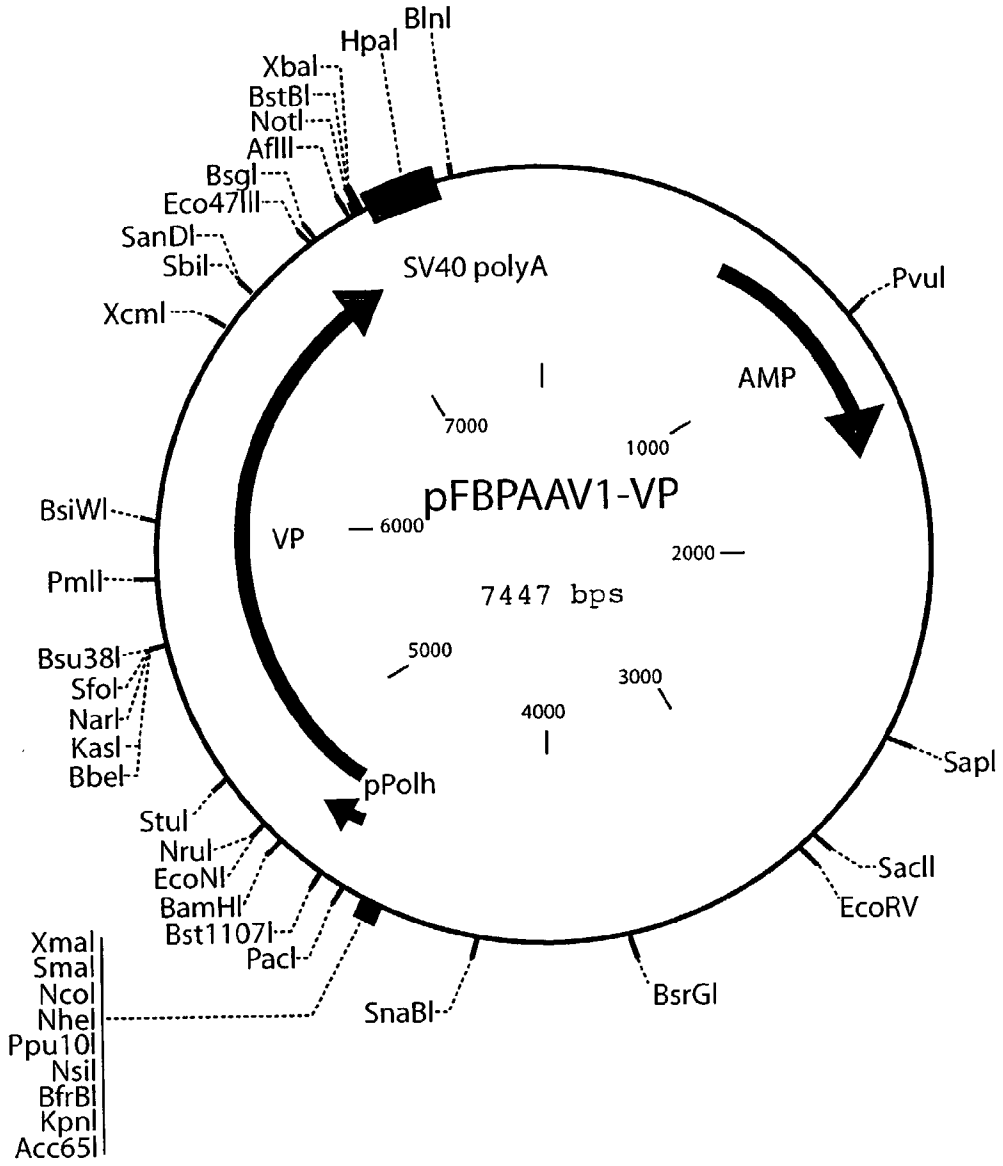 BlnI
HpaI
XbaI
BstBI
NotI
AflII
BsgI
Eco47III
SanDI
SbiI
XcmI
SV40 polyA
PvuI
AMP
7000
1000
pFBPAAV1-VP
BsiWI
VP
6000
2000
PmlI
7447 bps
Bsu38I
SfoI
NarI
KasI
BbeI
5000
3000
4000
SapI
pPolh
StuI
NruI
EcoNI
BamHI
Bst1107I
PacI
SacII
EcoRV
XmaI
SmaI
NcoI
NheI
Ppu10I
NsiI
BfrBI
KpnI
Acc65I
SnaBI
BsrGI